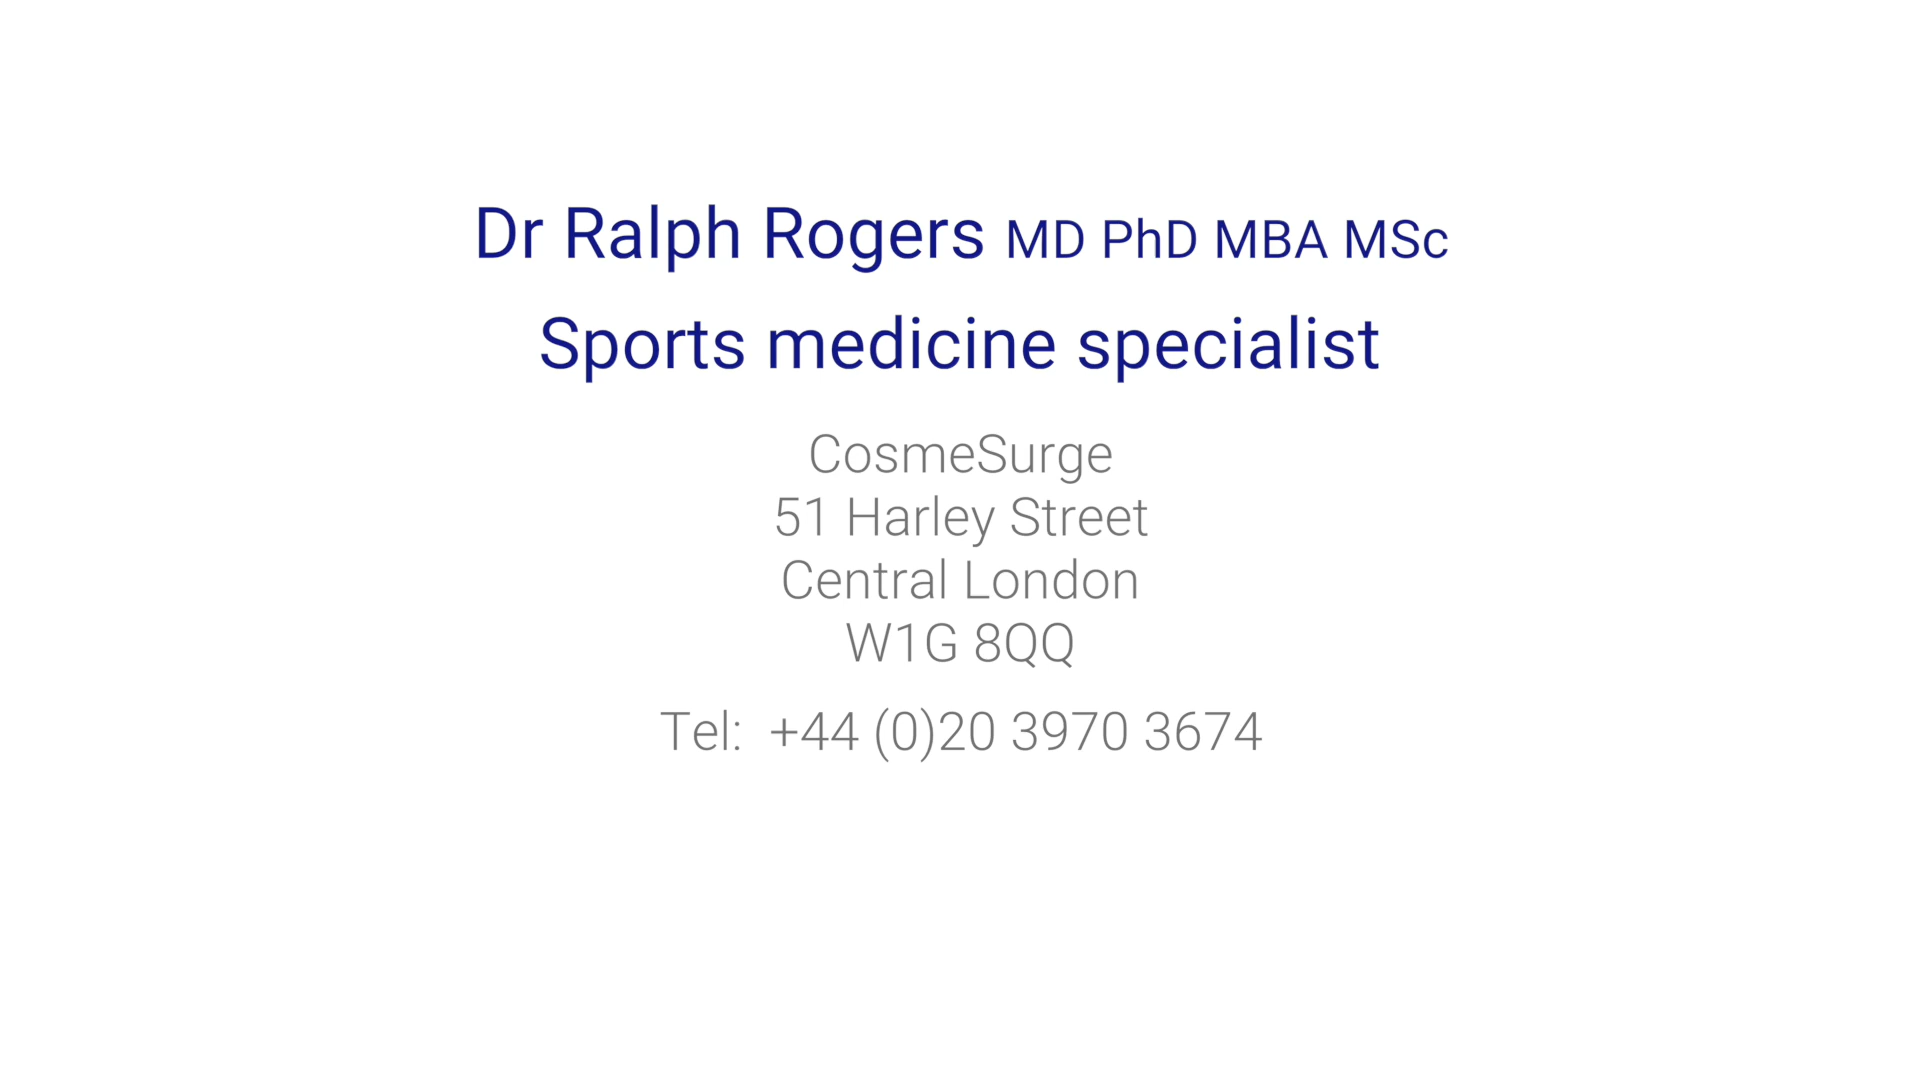 Dr Ralph Rogers MD PhD MBA MSc
Sports medicine specialist
CosmeSurge
51 Harley Street
Central London
W1G 8QQ
Tel: +44 (0)20 3970 3674